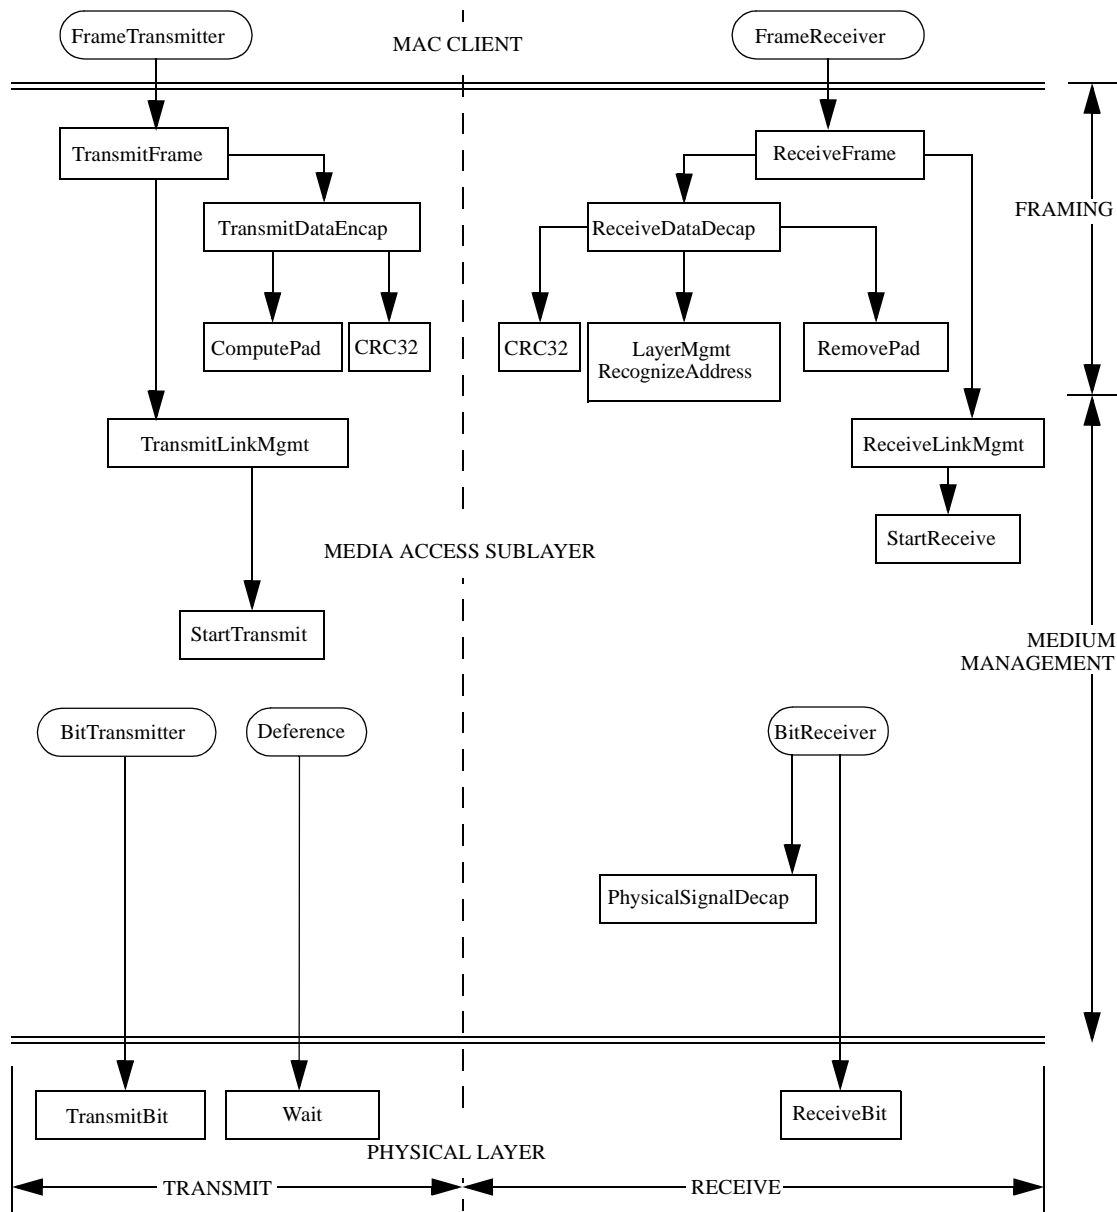 FrameTransmitter
MAC CLIENT
FrameReceiver
TransmitFrame
ReceiveFrame
TransmitDataEncap
ReceiveDataDecap
FRAMING
ComputePad
CRC32
CRC32
LayerMgmt
RecognizeAddress
RemovePad
TransmitLinkMgmt
ReceiveLinkMgmt
StartReceive
MEDIA ACCESS SUBLAYER
StartTransmit
MEDIUM
MANAGEMENT
BitTransmitter
Deference
BitReceiver
PhysicalSignalDecap
TransmitBit
Wait
ReceiveBit
PHYSICAL LAYER
TRANSMIT
RECEIVE